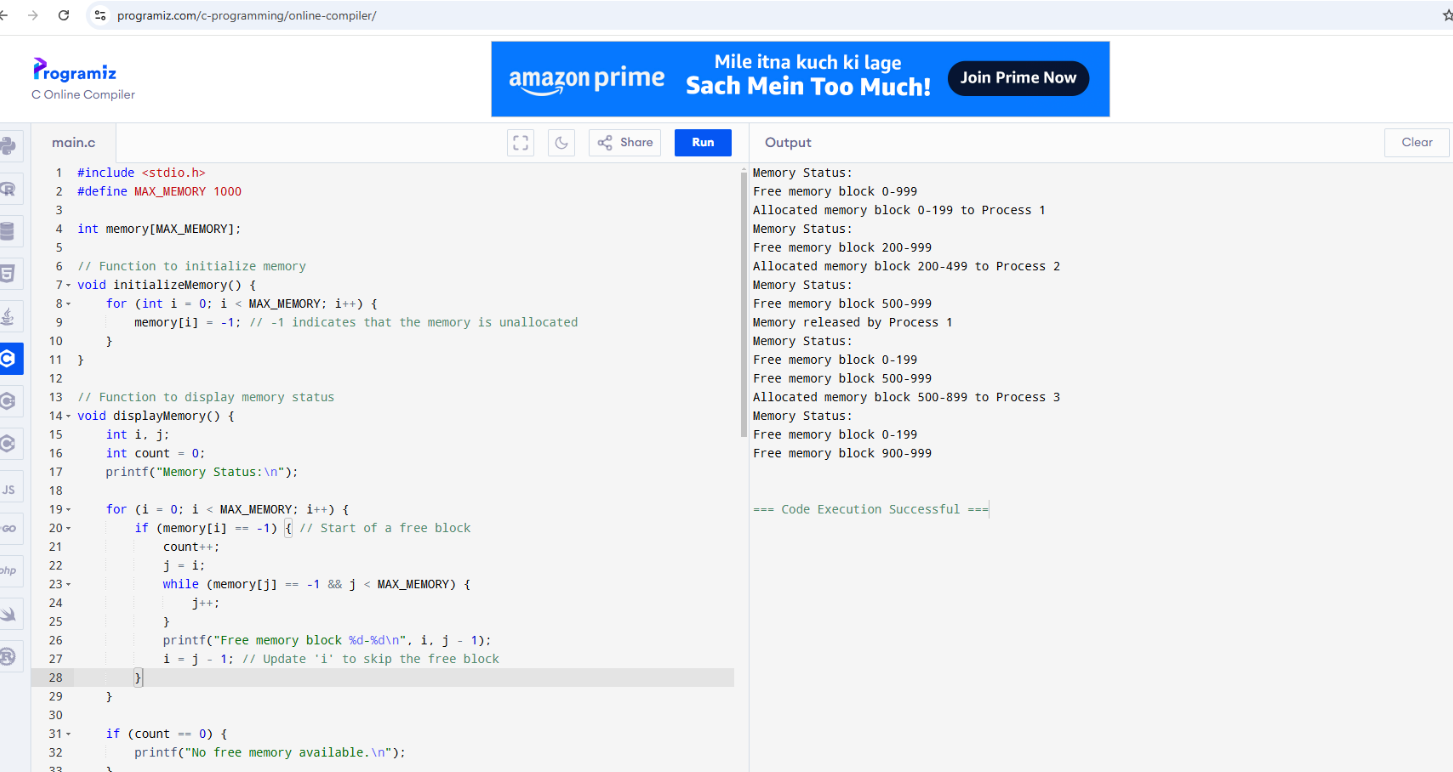 programiz.com/c-programming/online-compiler/
Programiz
C Online Compiler
amazon prime
Mile itna kuch ki lage
Sach Mein Too Much!
Join Prime Now
main.c
Share
Run
Output
Clear
1 #include <stdio.h>
2 #define MAX_MEMORY 1000
3
4 int memory[MAX_MEMORY];
5
6 // Function to initialize memory
7 void initializeMemory() {
8     for (int i = 0; i < MAX_MEMORY; i++) {
9         memory[i] = -1; // -1 indicates that the memory is unallocated
10     }
11 }
12
13 // Function to display memory status
14 void displayMemory() {
15     int i, j;
16     int count = 0;
17     printf("Memory Status:\n");
18
19     for (i = 0; i < MAX_MEMORY; i++) {
20         if (memory[i] == -1) { // Start of a free block
21             count++;
22             j = i;
23             while (memory[j] == -1 && j < MAX_MEMORY) {
24                 j++;
25             }
26             printf("Free memory block %d-%d\n", i, j - 1);
27             i = j - 1; // Update 'i' to skip the free block
28         }
29     }
30
31     if (count == 0) {
32         printf("No free memory available.\n");
33     }
Memory Status:
Free memory block 0-999
Allocated memory block 0-199 to Process 1
Memory Status:
Free memory block 200-999
Allocated memory block 200-499 to Process 2
Memory Status:
Free memory block 500-999
Memory released by Process 1
Memory Status:
Free memory block 0-199
Free memory block 500-999
Allocated memory block 500-899 to Process 3
Memory Status:
Free memory block 0-199
Free memory block 900-999
=== Code Execution Successful ===
JS
GO
php